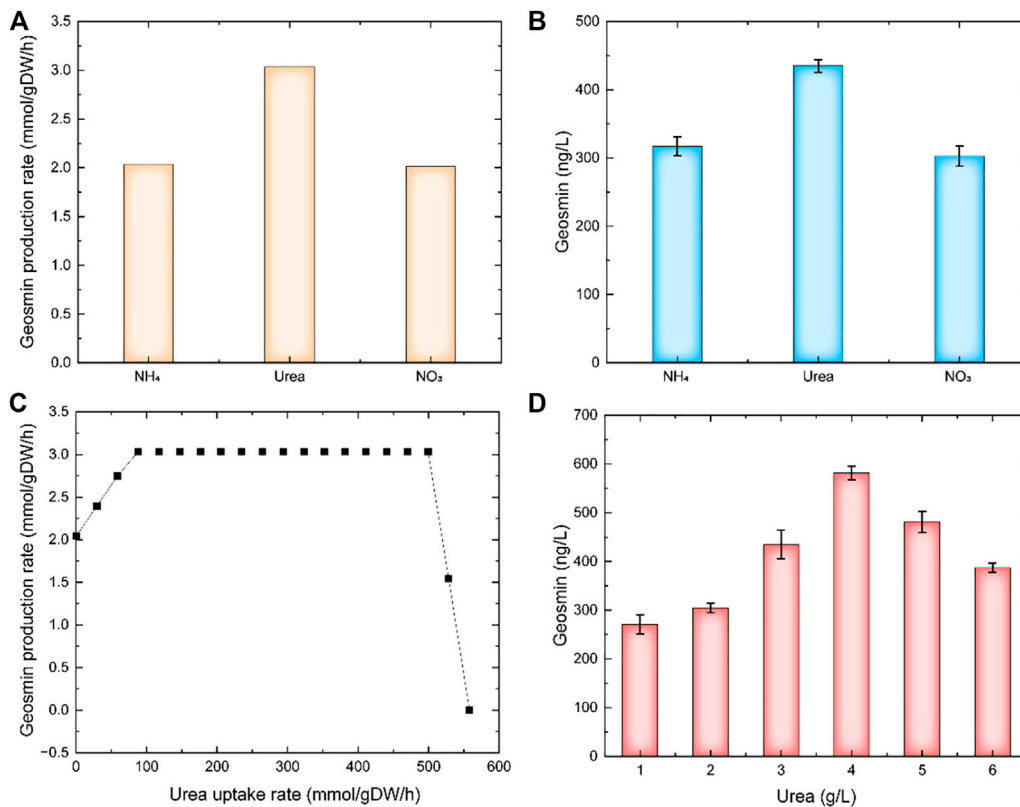 A
Geosmin production rate (mmol/gDW/h)
3.5
3.0
2.5
2.0
1.5
1.0
0.5
0.0
NH₄
Urea
NO₃
B
Geosmin (ng/L)
500
400
300
200
100
0
NH₄
Urea
NO₃
C
Geosmin production rate (mmol/gDW/h)
3.5
3.0
2.5
2.0
1.5
1.0
0.5
0.0
−0.5
0
100
200
300
400
500
600
Urea uptake rate (mmol/gDW/h)
D
Geosmin (ng/L)
700
600
500
400
300
200
100
0
1
2
3
4
5
6
Urea (g/L)